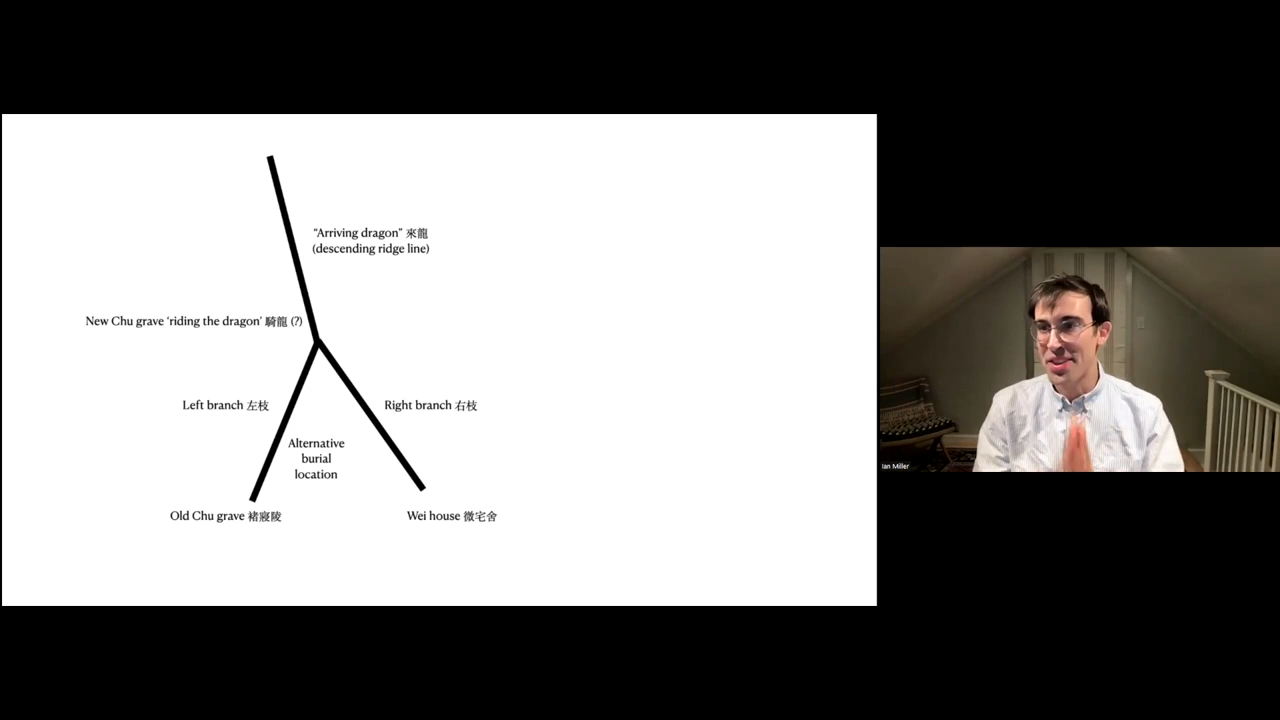 “Arriving dragon” 來龍
(descending ridge line)
New Chu grave ‘riding the dragon’ 騎龍 (?)
Left branch 左枝
Right branch 右枝
Alternative
burial
location
Old Chu grave 褚寢陵
Wei house 微宅舍
Ian Miller